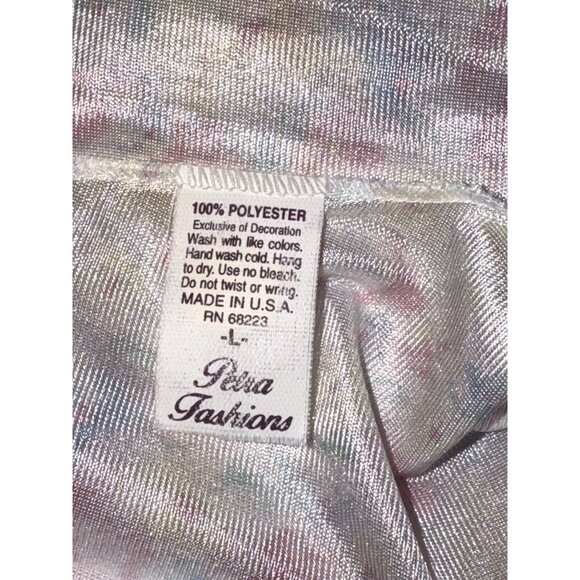 100% POLYESTER
Exclusive of Decoration
Wash with like colors.
Hand wash cold. Hang
to dry. Use no bleach.
Do not twist or wring.
MADE IN U.S.A.
RN 68223
-L-
Petra
Fashions